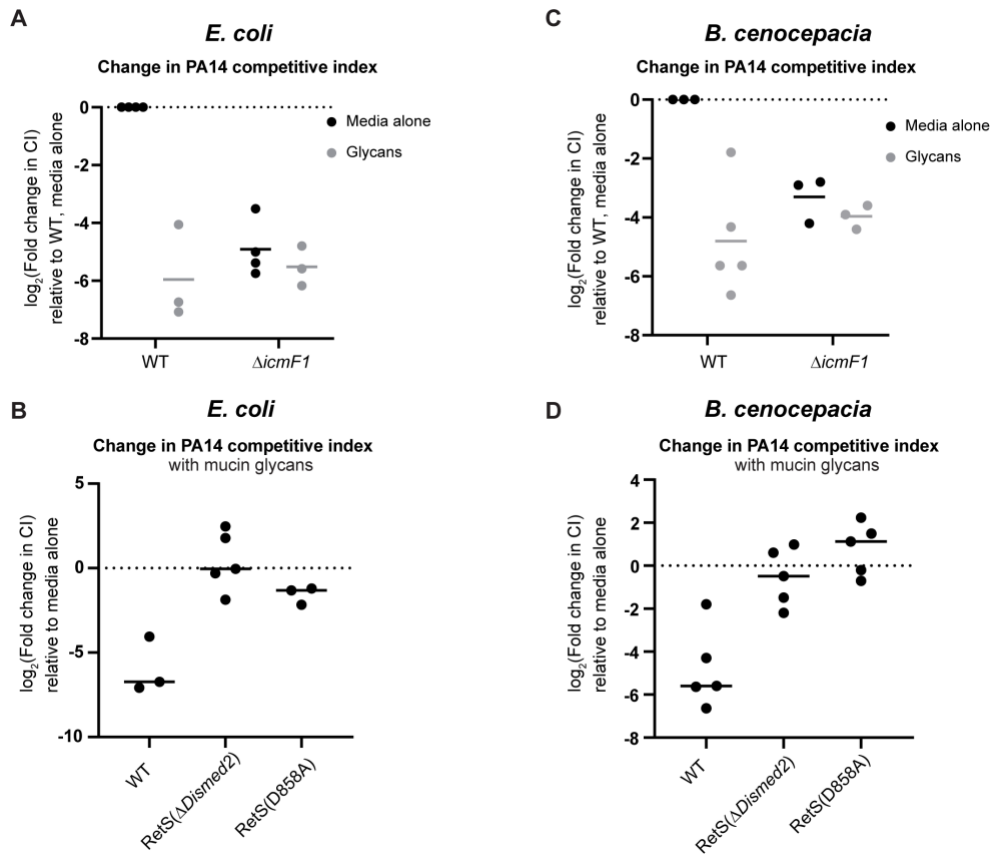 A
E. coli
Change in PA14 competitive index
log₂(Fold change in CI)
relative to WT, media alone
0
-2
-4
-6
-8
WT
ΔicmF1
Media alone
Glycans
C
B. cenocepacia
Change in PA14 competitive index
log₂(Fold change in CI)
relative to WT, media alone
0
-2
-4
-6
-8
WT
ΔicmF1
Media alone
Glycans
B
E. coli
Change in PA14 competitive index
with mucin glycans
log₂(Fold change in CI)
relative to media alone
5
0
-5
-10
WT
RetS(ΔDismed2)
RetS(D858A)
D
B. cenocepacia
Change in PA14 competitive index
with mucin glycans
log₂(Fold change in CI)
relative to media alone
4
2
0
-2
-4
-6
-8
WT
RetS(ΔDismed2)
RetS(D858A)